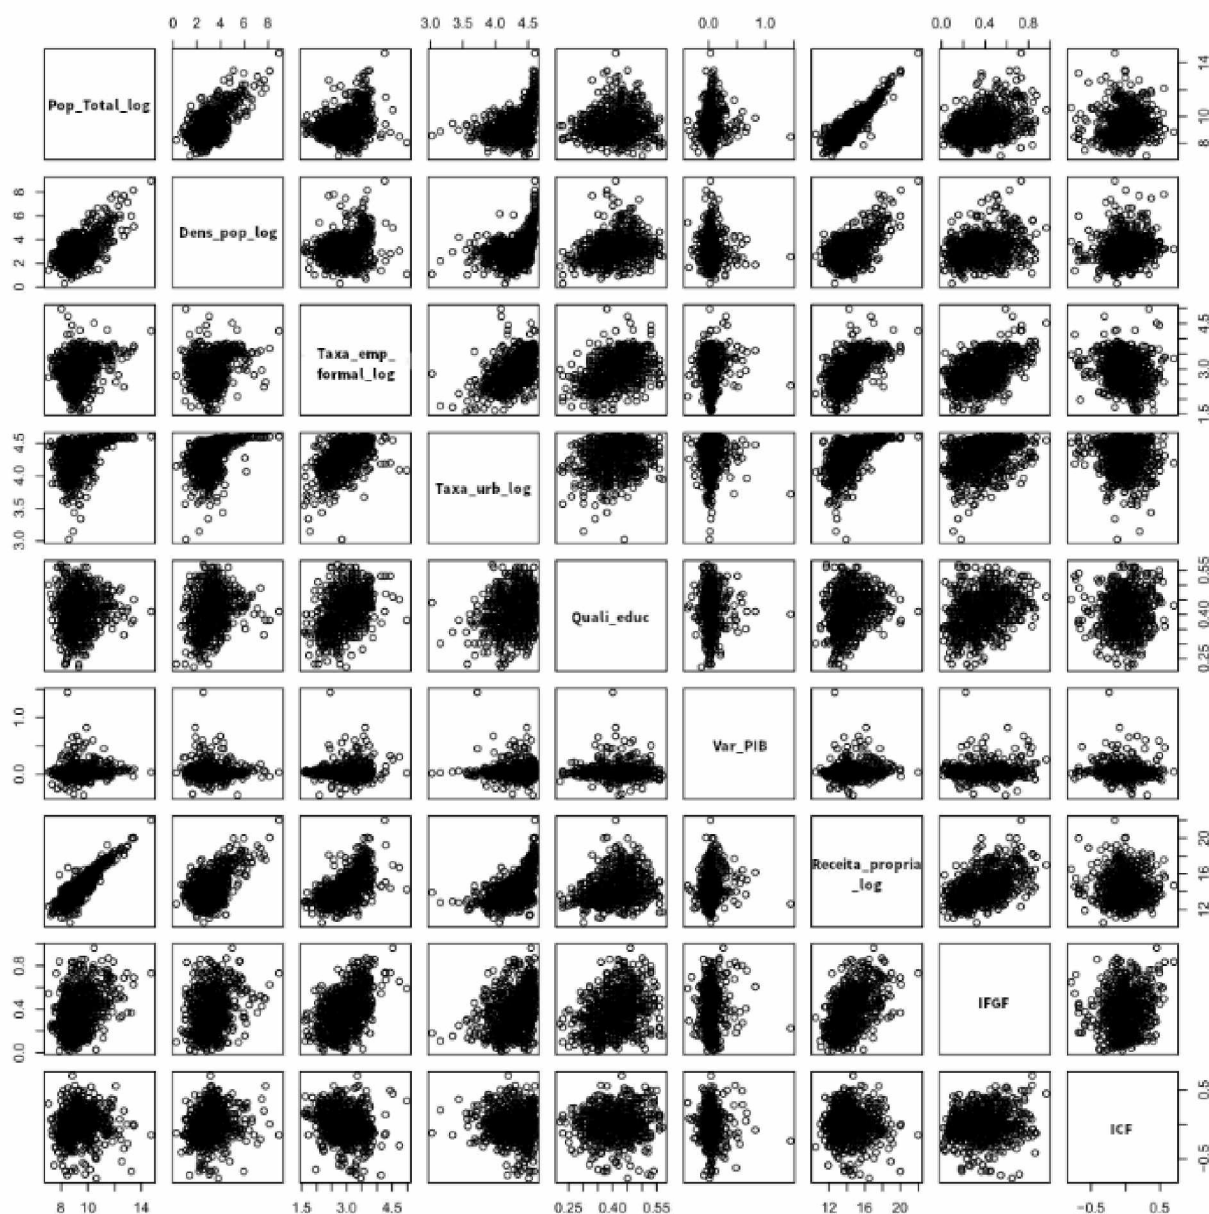 0 2 4 6 8 3.0 3.5 4.0 4.5 0.0 1.0 0.0 0.4 0.8
Pop_Total_log
8 10 14
Dens_pop_log
0 2 4 6 8
Taxa_emp_
formal_log
1.5 3.0 4.5
Taxa_urb_log
3.0 3.5 4.0 4.5
Quali_educ
0.25 0.40 0.55
Var_PIB
0.0 1.0
Receita_propria
_log
12 16 20
IFGF
0.0 0.4 0.8
ICF
-0.5 0.5
8 10 14 1.5 3.0 4.5 0.25 0.40 0.55 12 16 20 -0.5 0.5